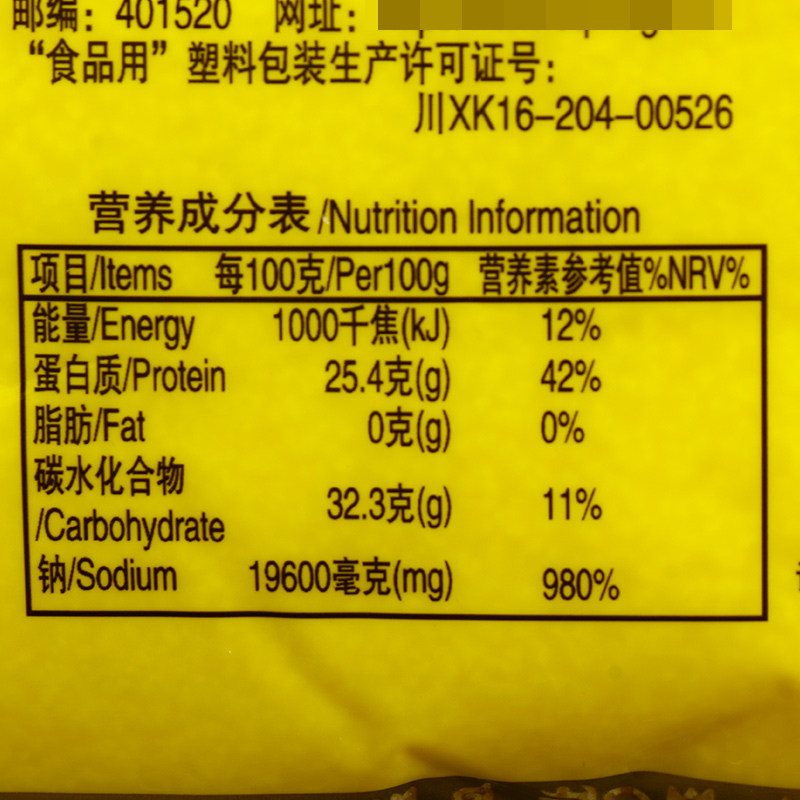 邮编：401520 网址：
“食品用”塑料包装生产许可证号：
川XK16-204-00526
营养成分表/Nutrition Information
项目/Items 每100克/Per100g 营养素参考值%NRV%
能量/Energy 1000千焦(kJ) 12%
蛋白质/Protein 25.4克(g) 42%
脂肪/Fat 0克(g) 0%
碳水化合物
/Carbohydrate 32.3克(g) 11%
钠/Sodium 19600毫克(mg) 980%